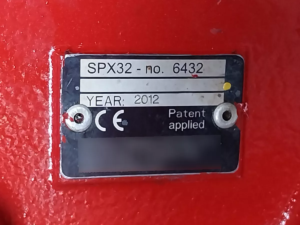 SPX32 - no. 6432
YEAR: 2012
CE Patent
applied